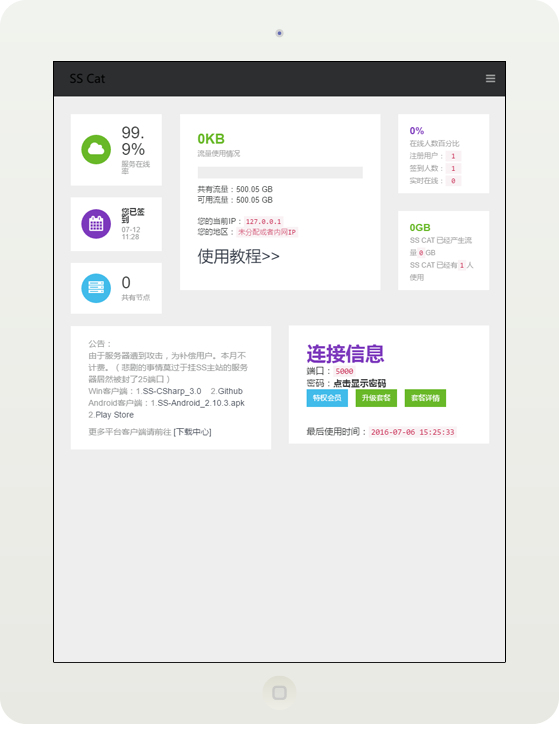 SS Cat
99.
9%
服务在线
率
您已签
到
07-12
11:28
0
共有节点
0KB
流量使用情况
共有流量：500.05 GB
可用流量：500.05 GB
您的当前IP：127.0.0.1
您的地区：未分配或者内网IP
使用教程>>
0%
在线人数百分比
注册用户： 1
签到人数： 1
实时在线： 0
0GB
SS CAT 已经产生流
量 0 GB
SS CAT 已经有 1 人
使用
公告：
由于服务器遭到攻击，为补偿用户。本月不
计费。（悲剧的事情莫过于挂SS主站的服务
器居然被封了25端口）
Win客户端：1.SS-CSharp_3.0 2.Github
Android客户端：1.SS-Android_2.10.3.apk
2.Play Store
更多平台客户端请前往 [下载中心]
连接信息
端口：5000
密码：点击显示密码
特权会员 升级套餐 套餐详情
最后使用时间：2016-07-06 15:25:33